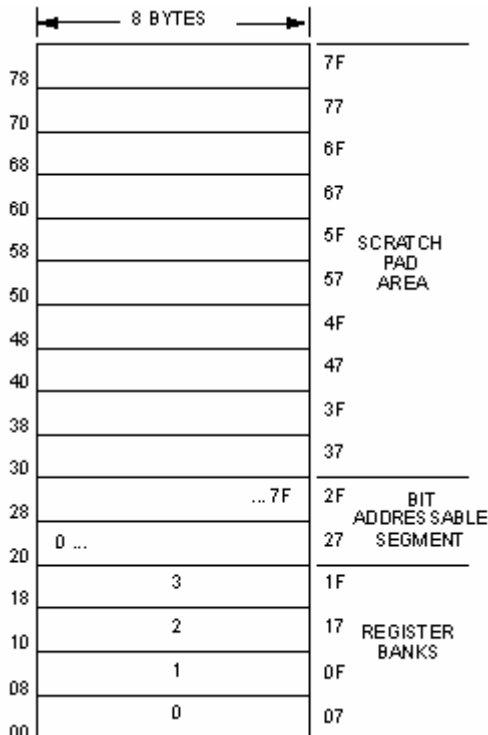 8 BYTES
7F
78
77
70
6F
68
67
60
5F
58
SCRATCH
PAD
AREA
57
50
4F
48
47
40
3F
38
37
30
...7F
2F
28
BIT
ADDRESSABLE
SEGMENT
0 ...
27
20
3
1F
18
2
17
10
REGISTER
BANKS
1
0F
08
0
07
00